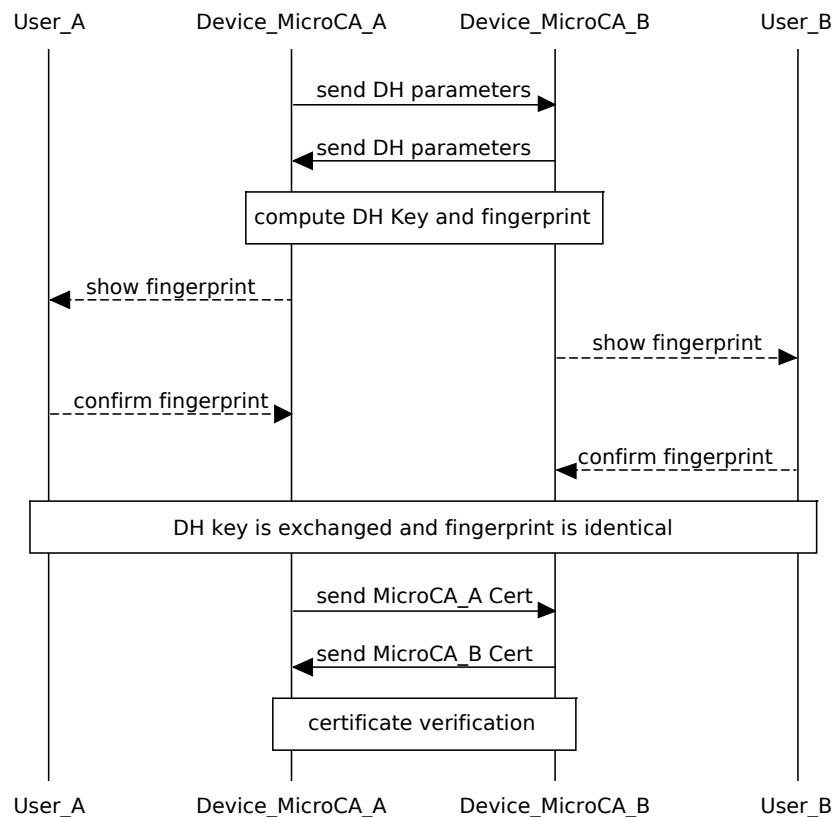 User_A Device_MicroCA_A Device_MicroCA_B User_B
send DH parameters
send DH parameters
compute DH Key and fingerprint
show fingerprint
show fingerprint
confirm fingerprint
confirm fingerprint
DH key is exchanged and fingerprint is identical
send MicroCA_A Cert
send MicroCA_B Cert
certificate verification
User_A Device_MicroCA_A Device_MicroCA_B User_B